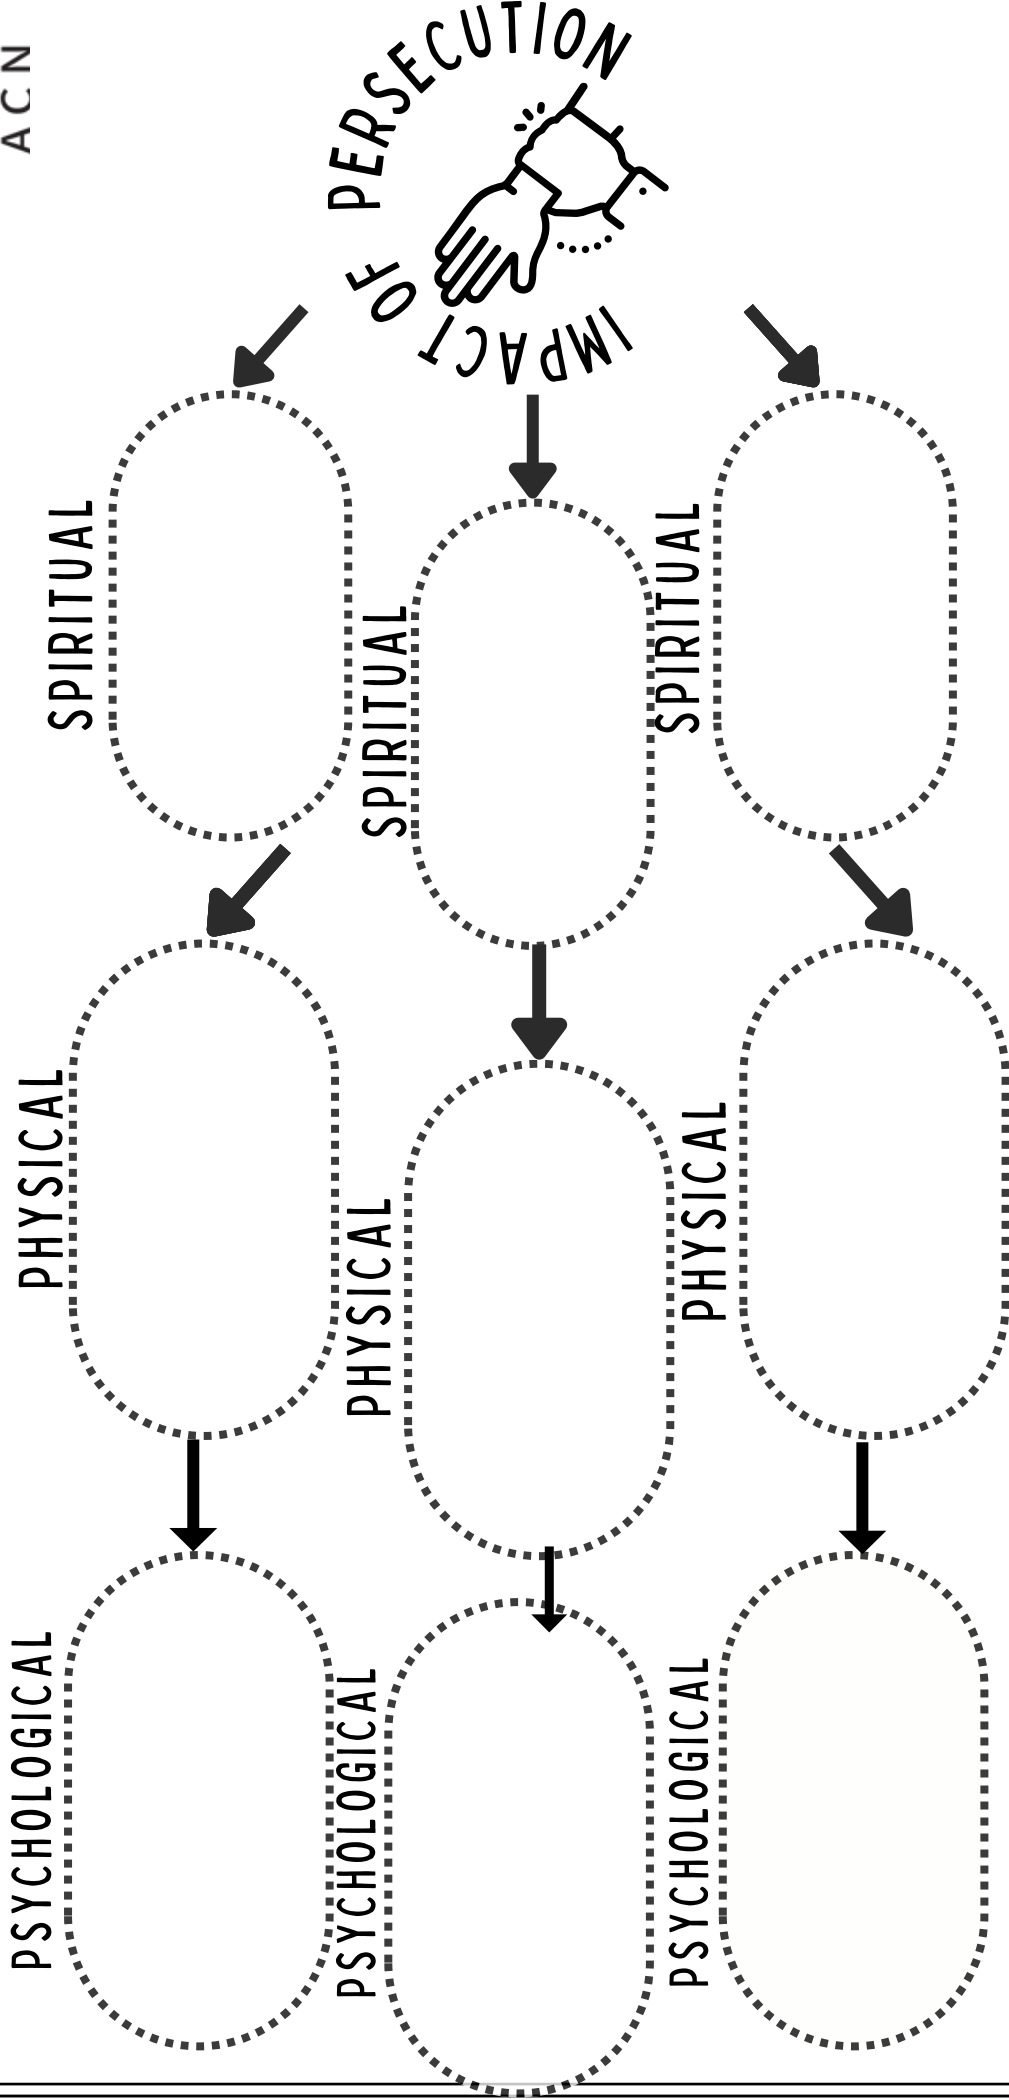 ACN
IMPACT OF PERSECUTION
SPIRITUAL
SPIRITUAL
SPIRITUAL
PHYSICAL
PHYSICAL
PHYSICAL
PSYCHOLOGICAL
PSYCHOLOGICAL
PSYCHOLOGICAL